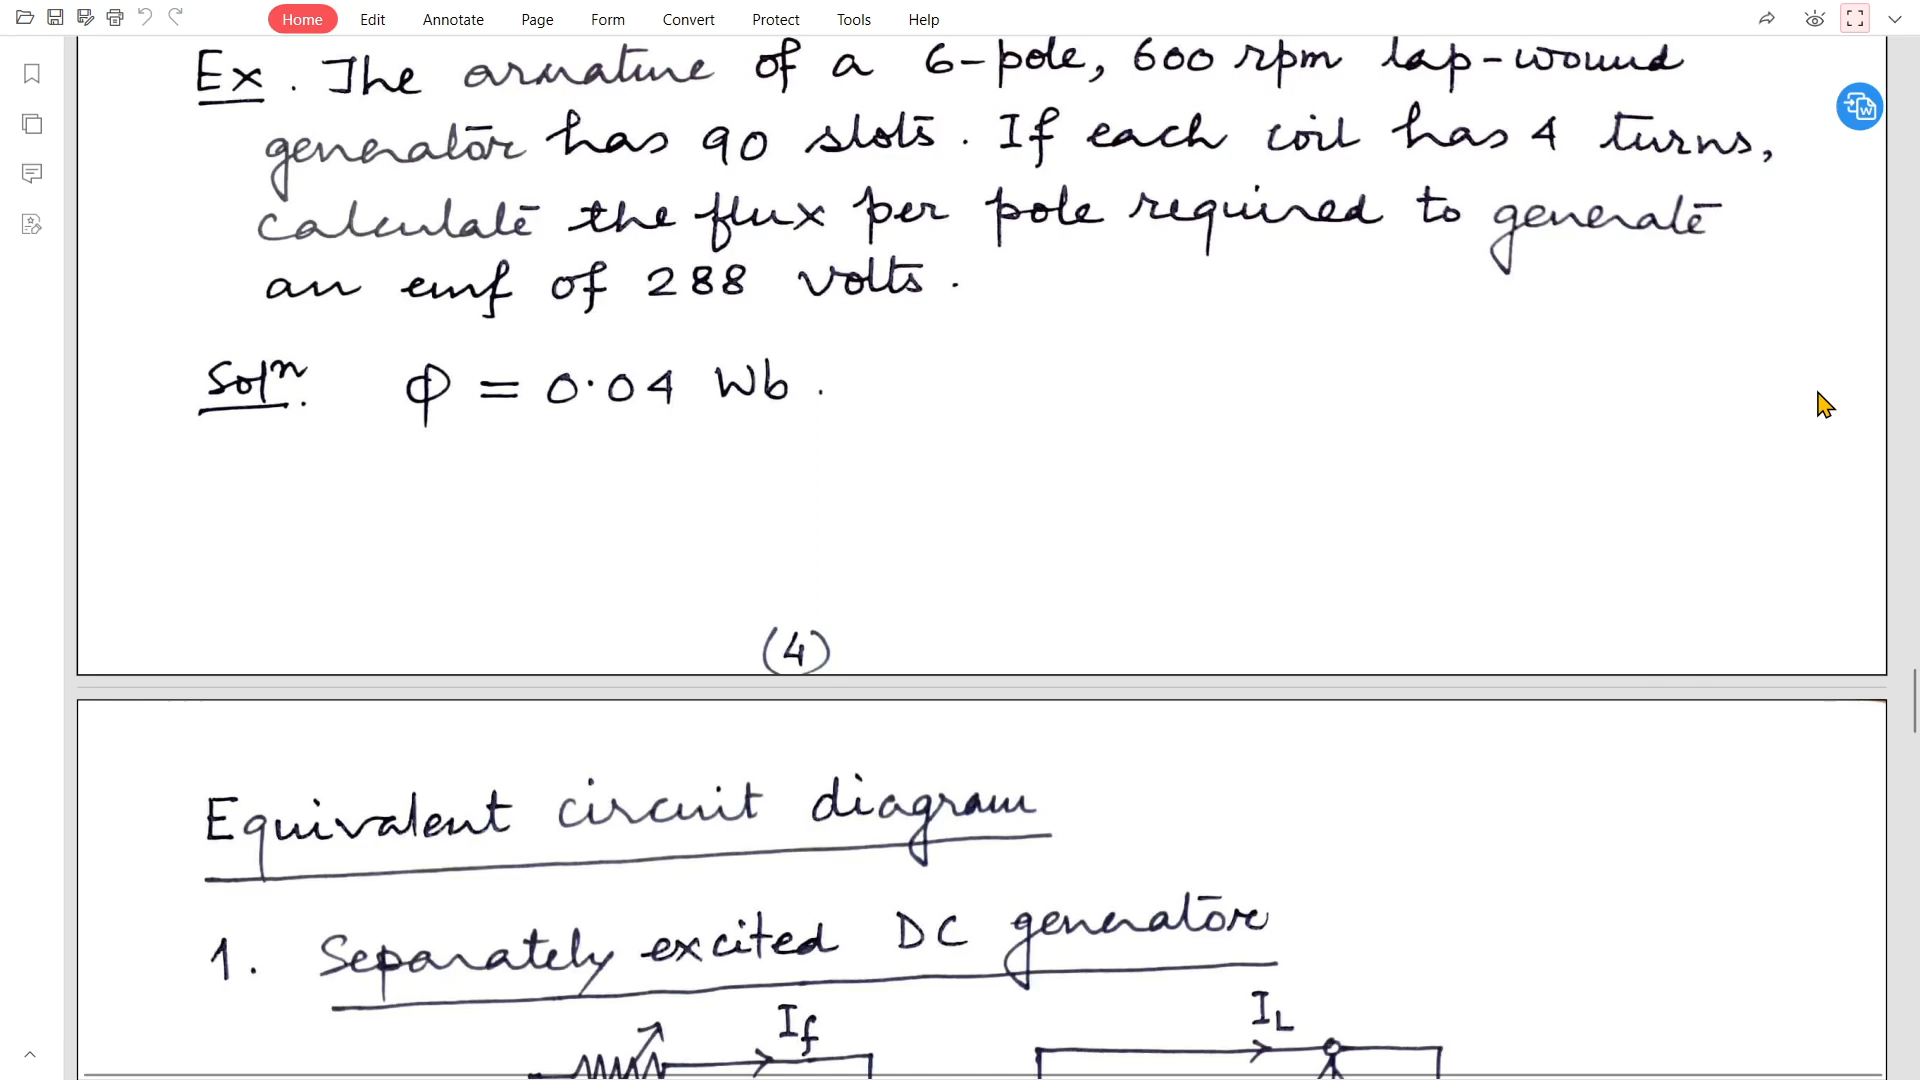 Home Edit Annotate Page Form Convert Protect Tools Help
Ex. The armature of a 6-pole, 600 rpm lap-wound
generator has 90 slots. If each coil has 4 turns,
calculate the flux per pole required to generate
an emf of 288 volts.
Solⁿ. Φ = 0.04 Wb.
(4)
Equivalent circuit diagram
1. Separately excited DC generator
If IL